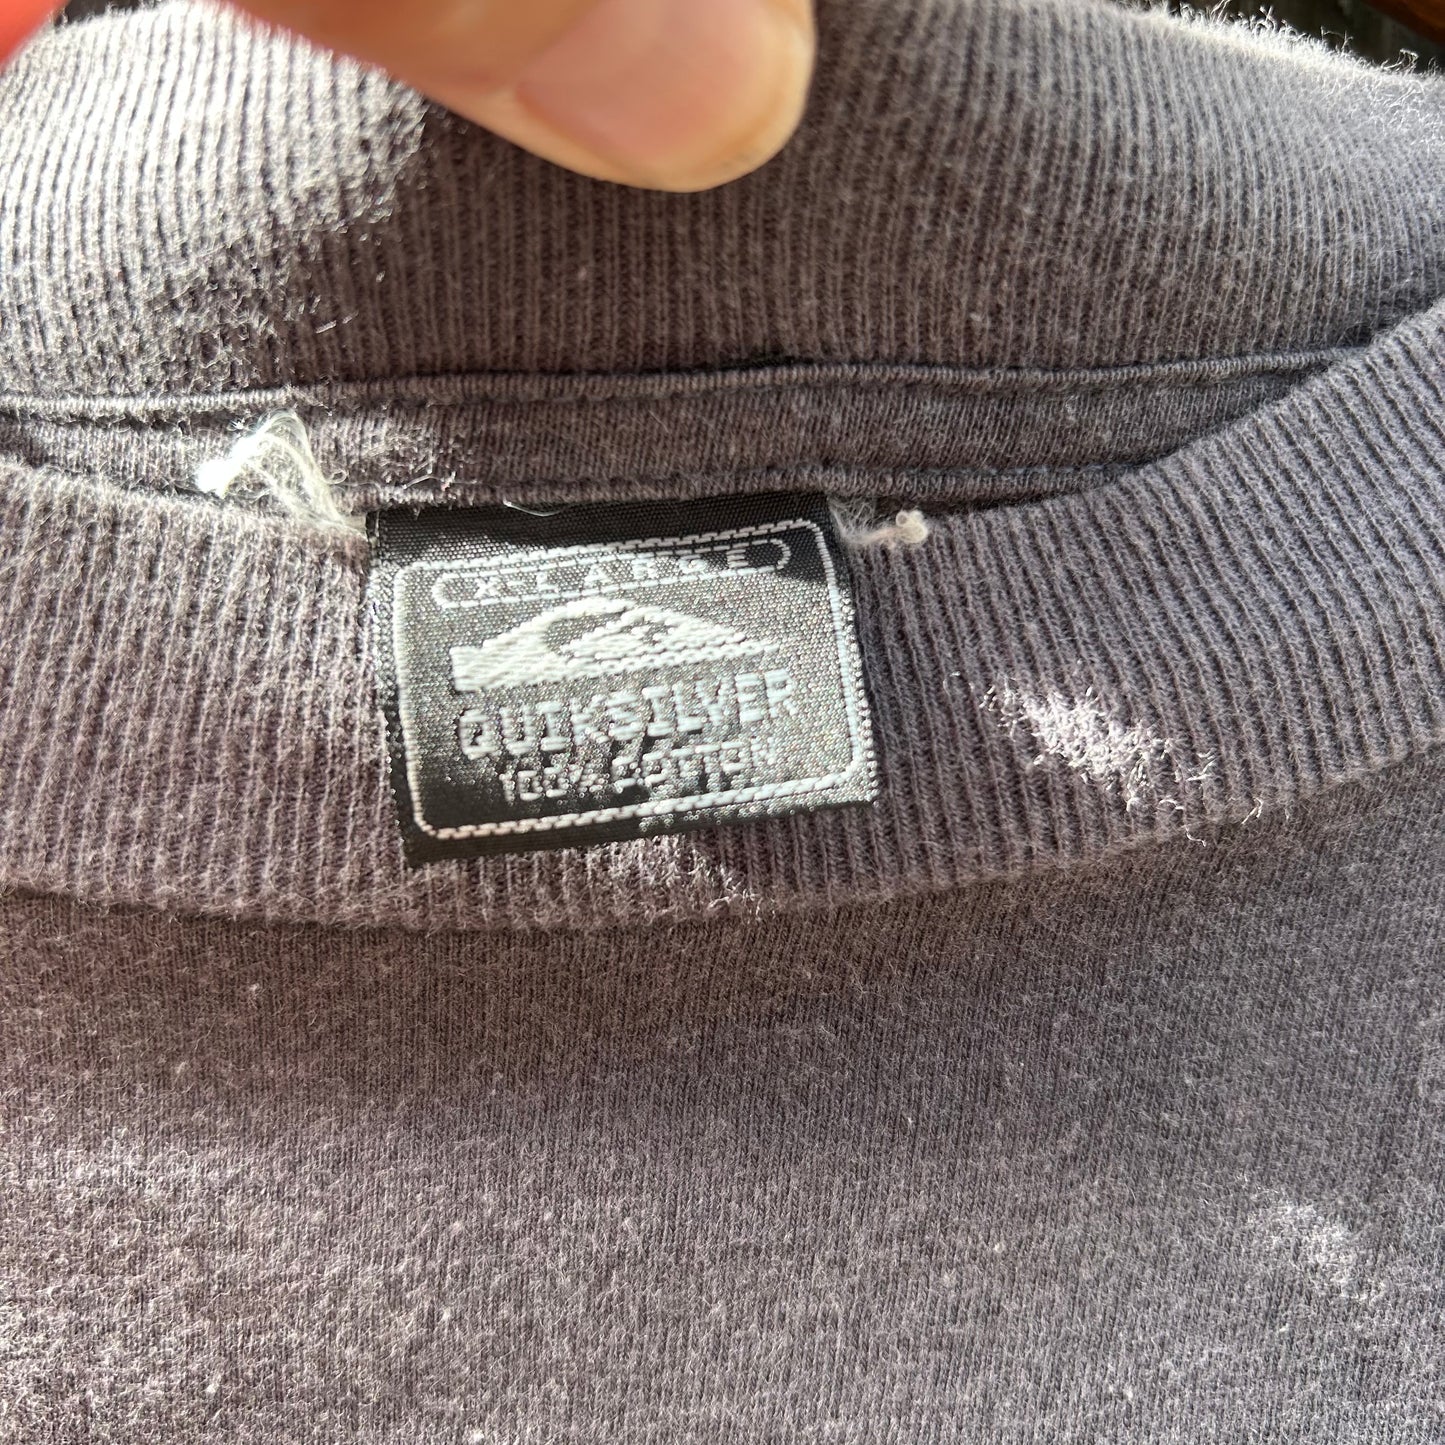 X-LARGE
QUIKSILVER
100% COTTON